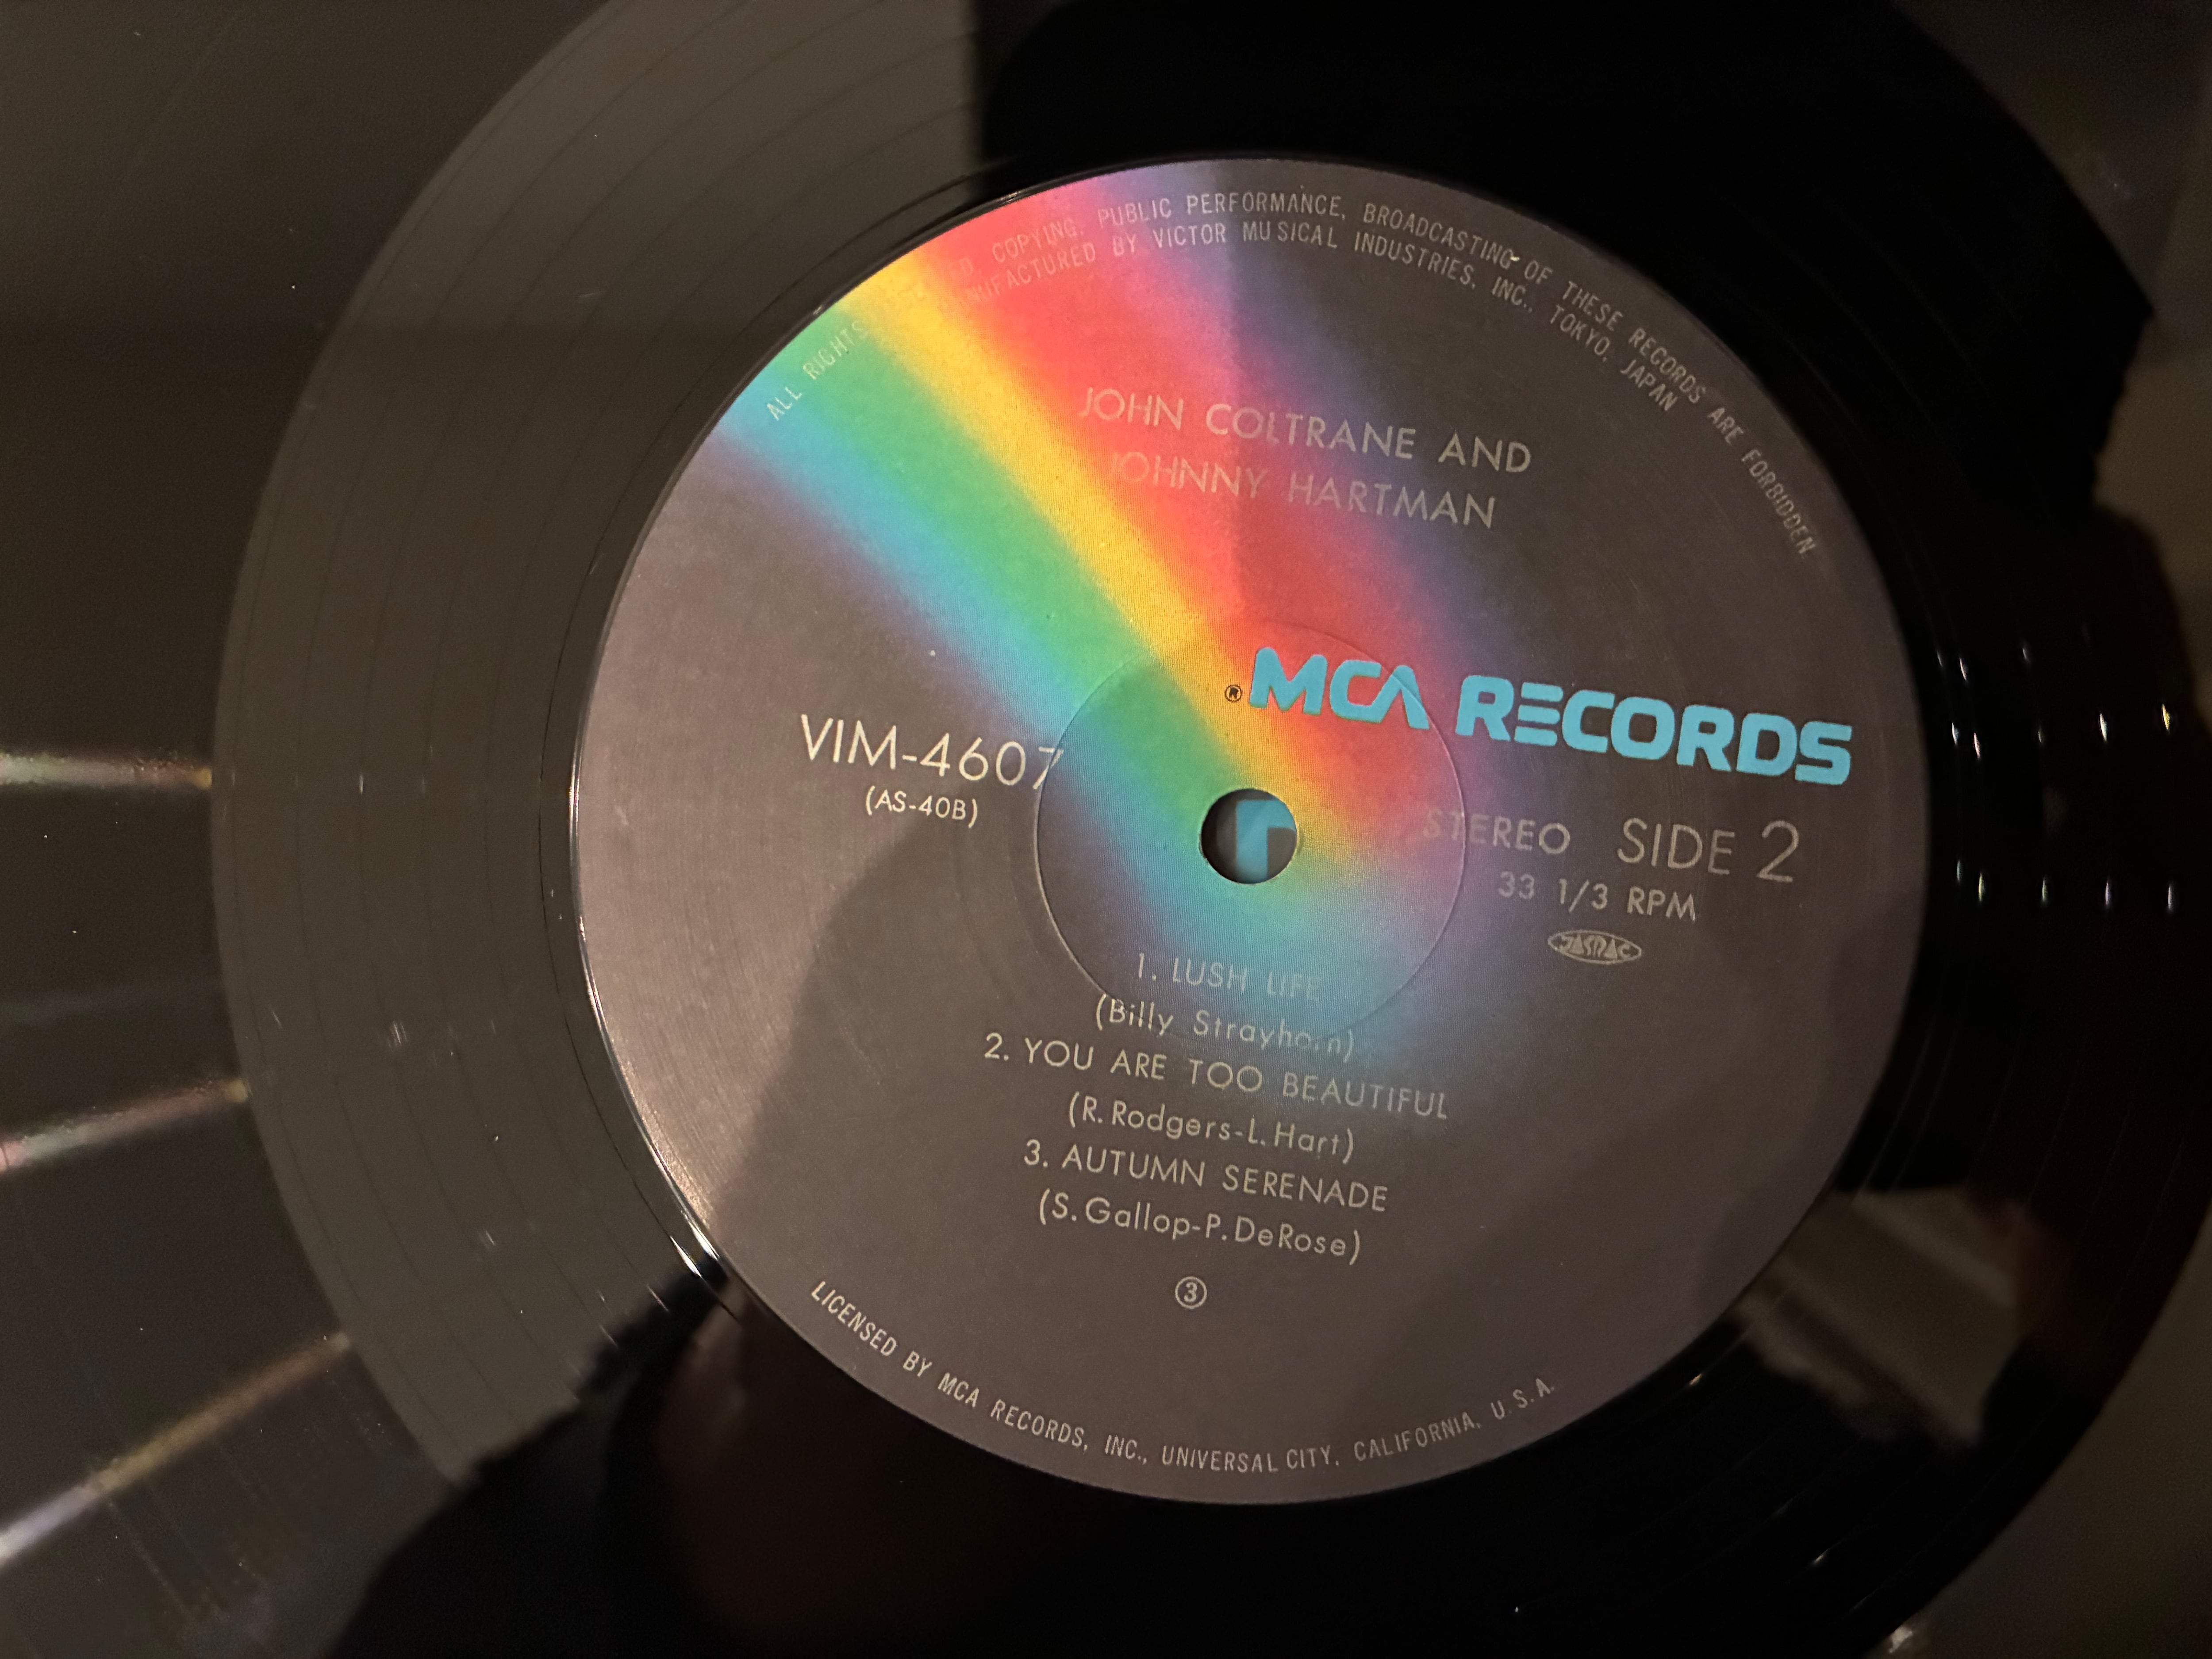 ALL RIGHTS COPYING, PUBLIC PERFORMANCE, BROADCASTING OF THESE RECORDS ARE FORBIDDEN
BY VICTOR MUSICAL INDUSTRIES, INC., TOKYO, JAPAN
JOHN COLTRANE AND
JOHNNY HARTMAN
® MCA RECORDS
VIM-4607
(AS-40B)
STEREO SIDE 2
33 1/3 RPM
JASRAC
1. LUSH LIFE
(Billy Strayhorn)
2. YOU ARE TOO BEAUTIFUL
(R. Rodgers-L. Hart)
3. AUTUMN SERENADE
(S. Gallop-P. DeRose)
③
LICENSED BY MCA RECORDS, INC., UNIVERSAL CITY, CALIFORNIA, U.S.A.